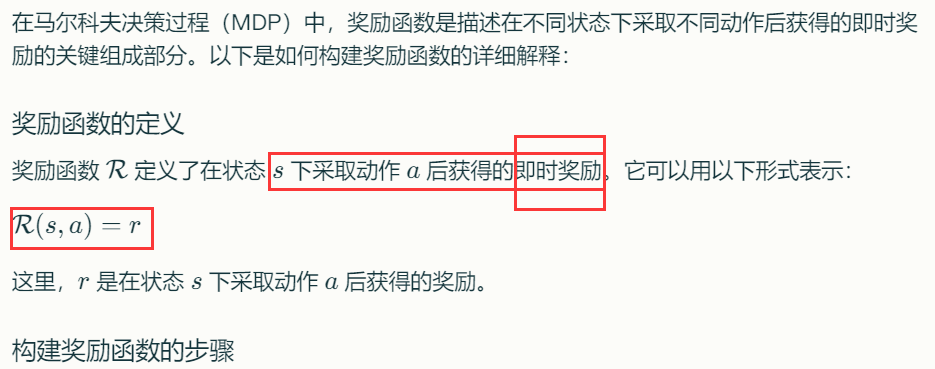 在马尔科夫决策过程（MDP）中，奖励函数是描述在不同状态下采取不同动作后获得的即时奖
励的关键组成部分。以下是如何构建奖励函数的详细解释：
奖励函数的定义
奖励函数 R 定义了在状态 s 下采取动作 a 后获得的即时奖励。它可以用以下形式表示：
R(s, a) = r
这里，r 是在状态 s 下采取动作 a 后获得的奖励。
构建奖励函数的步骤